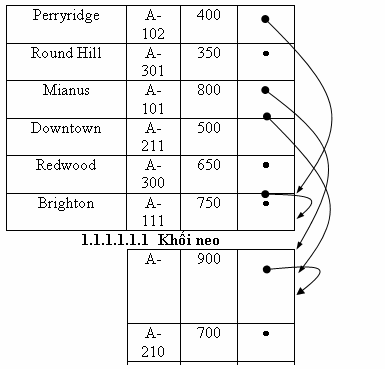 Perryridge A- 400
102
Round Hill A- 350
301
Mianus A- 800
101
Downtown A- 500
211
Redwood A- 650
300
Brighton A- 750
111
1.1.1.1.1.1 Khối neo
A- 900
A- 700
210